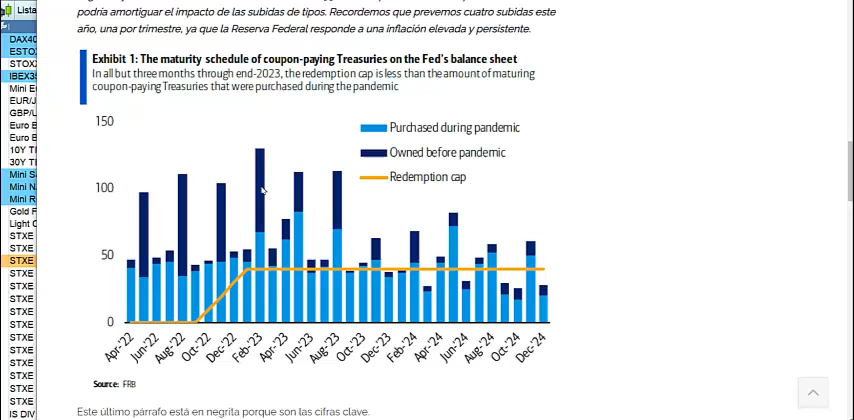 Lista
podría amortiguar el impacto de las subidas de tipos. Recordemos que prevemos cuatro subidas este
año, una por trimestre, ya que la Reserva Federal responde a una inflación elevada y persistente.
DAX40
ESTO
STOX
IBEX35
Mini E
EUR/J
GBP/U
Euro B
Euro B
10Y T
30Y T
Mini S
Mini N
Mini R
Gold F
Light C
STXE
STXE
STXE
STXE
STXE
STXE
STXE
STXE
STXE
STXE
STXE
STXE
STXE
STXE
IS DIV
Exhibit 1: The maturity schedule of coupon-paying Treasuries on the Fed's balance sheet
In all but three months through end-2023, the redemption cap is less than the amount of maturing
coupon-paying Treasuries that were purchased during the pandemic
150
100
50
0
Purchased during pandemic
Owned before pandemic
Redemption cap
Apr-'22
Jun-'22
Aug-'22
Oct-'22
Dec-'22
Feb-'23
Apr-'23
Jun-'23
Aug-'23
Oct-'23
Dec-'23
Feb-'24
Apr-'24
Jun-'24
Aug-'24
Oct-'24
Dec-'24
Source: FRB
Este último párrafo está en negrita porque son las cifras clave.